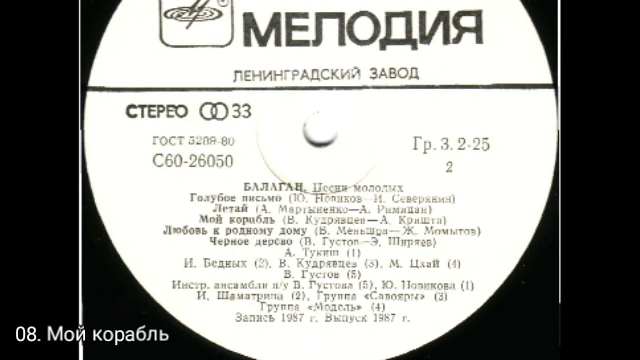 МЕЛОДИЯ
ЛЕНИНГРАДСКИЙ ЗАВОД
СТЕРЕО 33
ГОСТ 5289-80
Гр. 3. 2-25
С60-26050
2
БАЛАГАН. Песни молодых
Голубое письмо (Ю. Новиков—И. Северянин)
Летай (А. Мартыненко—А. Римицан)
Мой корабль (В. Кудрявцев—А. Кришта)
Любовь к родному дому (В. Меньшов—Ж. Момытов)
Черное дерево (В. Густов—Э. Ширяев)
А. Тукиш (1)
И. Бедных (2), В. Кудрявцев (3), М. Цхай (4)
В. Густов (5)
Инстр. ансамбли п/у В. Густова (5), Ю. Новикова (1)
И. Шаматрина (2), Группа «Савояры» (3)
Группа «Модель» (4)
Запись 1987 г. Выпуск 1987 г.
08. Мой корабль